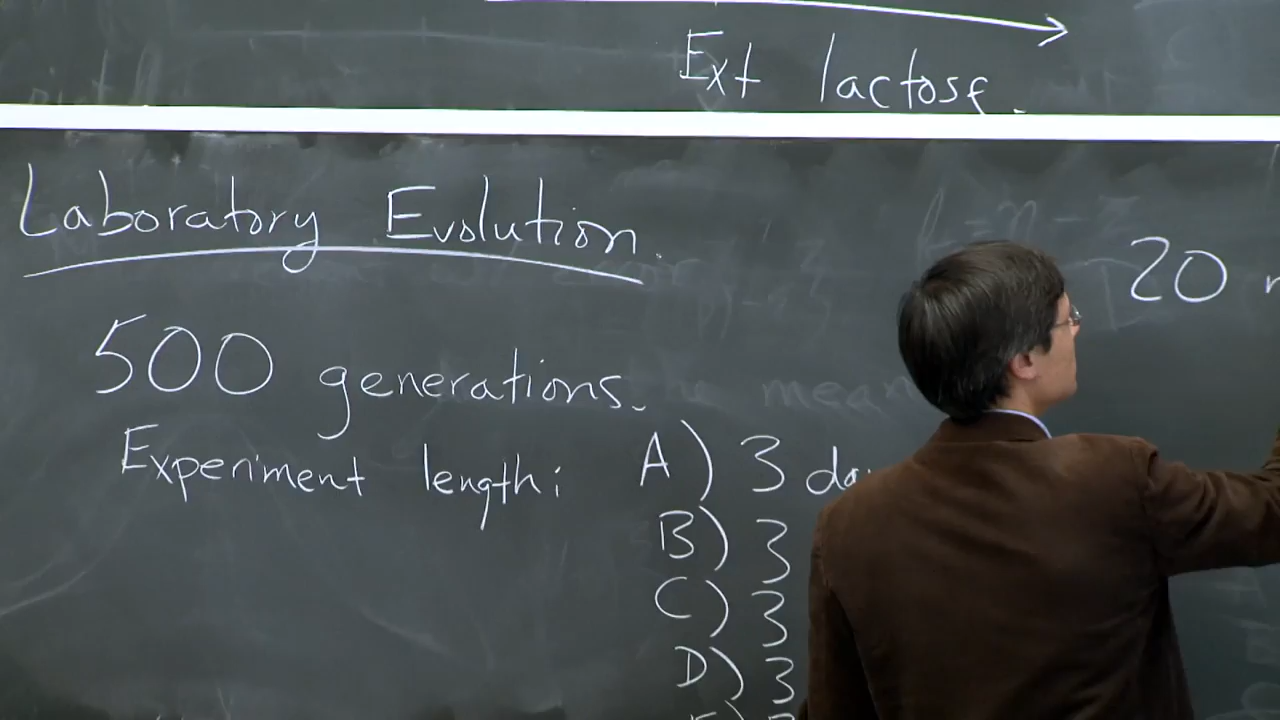 Ext lactose.
Laboratory Evolution.
20
500 generations.
Experiment length: A) 3
B) 3
C) 3
D) 3